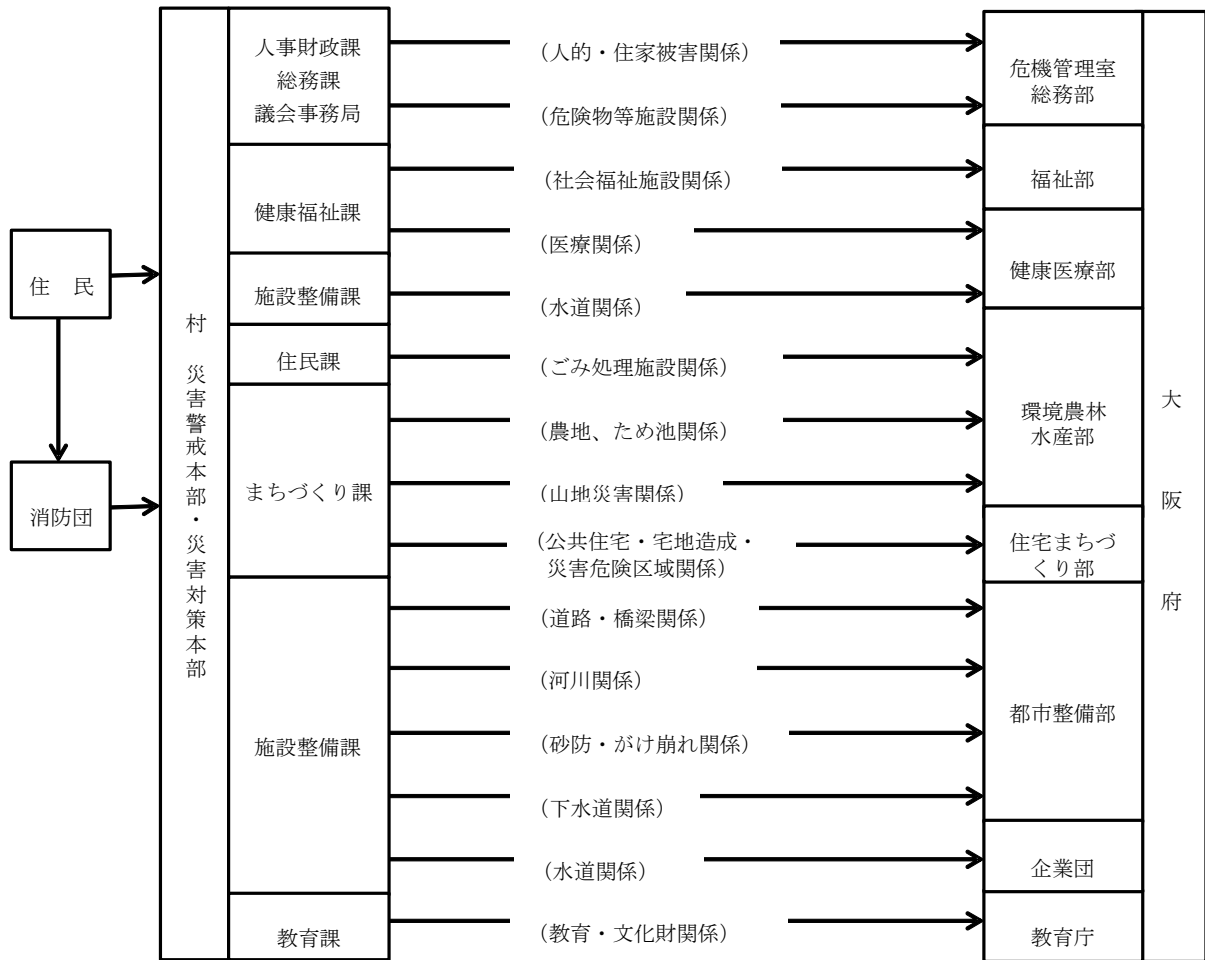 住　民
消防団
村　災害警戒本部・災害対策本部
人事財政課
総務課
議会事務局
健康福祉課
施設整備課
住民課
まちづくり課
施設整備課
教育課
（人的・住家被害関係）
（危険物等施設関係）
（社会福祉施設関係）
（医療関係）
（水道関係）
（ごみ処理施設関係）
（農地、ため池関係）
（山地災害関係）
（公共住宅・宅地造成・
災害危険区域関係）
（道路・橋梁関係）
（河川関係）
（砂防・がけ崩れ関係）
（下水道関係）
（水道関係）
（教育・文化財関係）
危機管理室
総務部
福祉部
健康医療部
環境農林
水産部
住宅まちづ
くり部
都市整備部
企業団
教育庁
大阪府